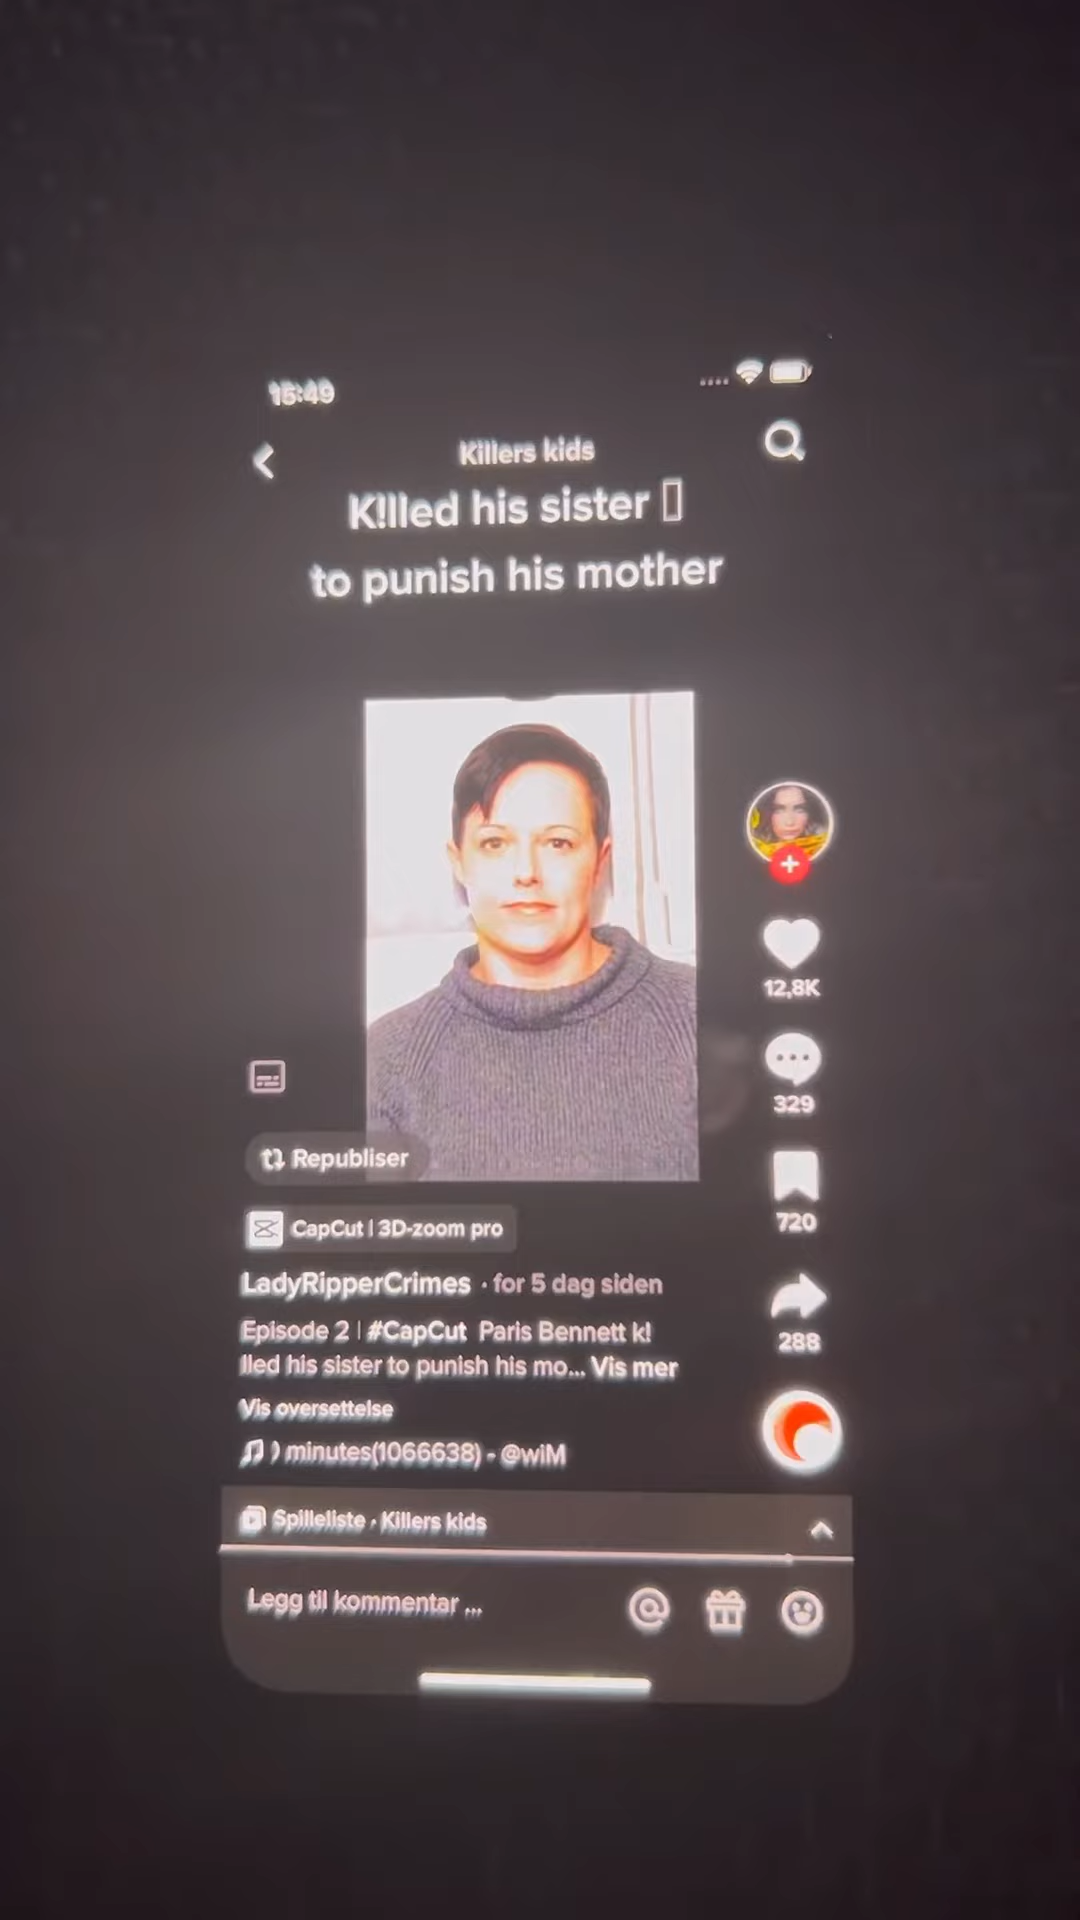 15:49
Killers kids
K!lled his sister
to punish his mother
12,8K
329
Republiser
720
CapCut | 3D-zoom pro
LadyRipperCrimes · for 5 dag siden
Episode 2 | #CapCut Paris Bennett k!
lled his sister to punish his mo... Vis mer
288
Vis oversettelse
) minutes(1066638) - @wiM
Spilleliste · Killers kids
Legg til kommentar ...